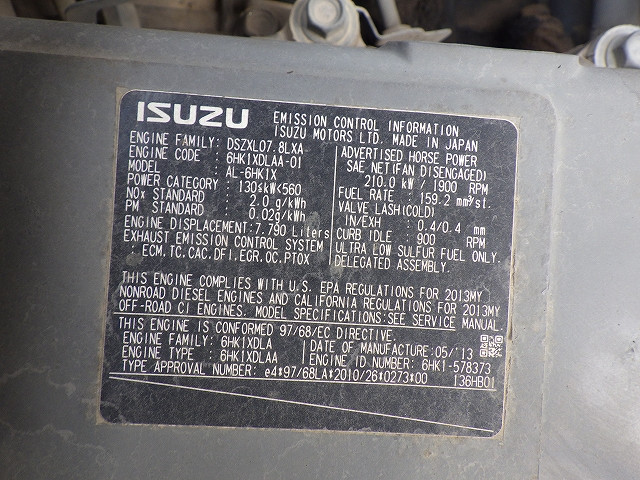 ISUZU
EMISSION CONTROL INFORMATION
ISUZU MOTORS LTD. MADE IN JAPAN
ENGINE FAMILY: DSZXL07.8LXA
ENGINE CODE : 6HK1XDLAA-01
MODEL : AL-6HK1X
POWER CATEGORY : 130≤kW<560
NOx STANDARD : 2.0 g/kWh
PM STANDARD : 0.02g/kWh
ENGINE DISPLACEMENT: 7.790 Liters
EXHAUST EMISSION CONTROL SYSTEM :
ECM,TC,CAC,DFI,EGR,OC,PTOX
ADVERTISED HORSE POWER
SAE NET(FAN DISENGAGED)
210.0 kW / 1900 RPM
FUEL RATE : 159.2 mm³/st.
VALVE LASH(COLD)
IN/EXH : 0.4/0.4 mm
CURB IDLE : 900 RPM
ULTRA LOW SULFUR FUEL ONLY.
DELEGATED ASSEMBLY.
THIS ENGINE COMPLIES WITH U.S. EPA REGULATIONS FOR 2013MY
NONROAD DIESEL ENGINES AND CALIFORNIA REGULATIONS FOR 2013MY
OFF-ROAD CI ENGINES. MODEL SPECIFICATIONS:SEE SERVICE MANUAL.
THIS ENGINE IS CONFORMED 97/68/EC DIRECTIVE.
ENGINE FAMILY: 6HK1XDLA DATE OF MANUFACTURE:05/'13
ENGINE TYPE : 6HK1XDLAA ENGINE ID NUMBER: 6HK1-578373
TYPE APPROVAL NUMBER: e4*97/68LA*2010/26*0273*00 136HB01